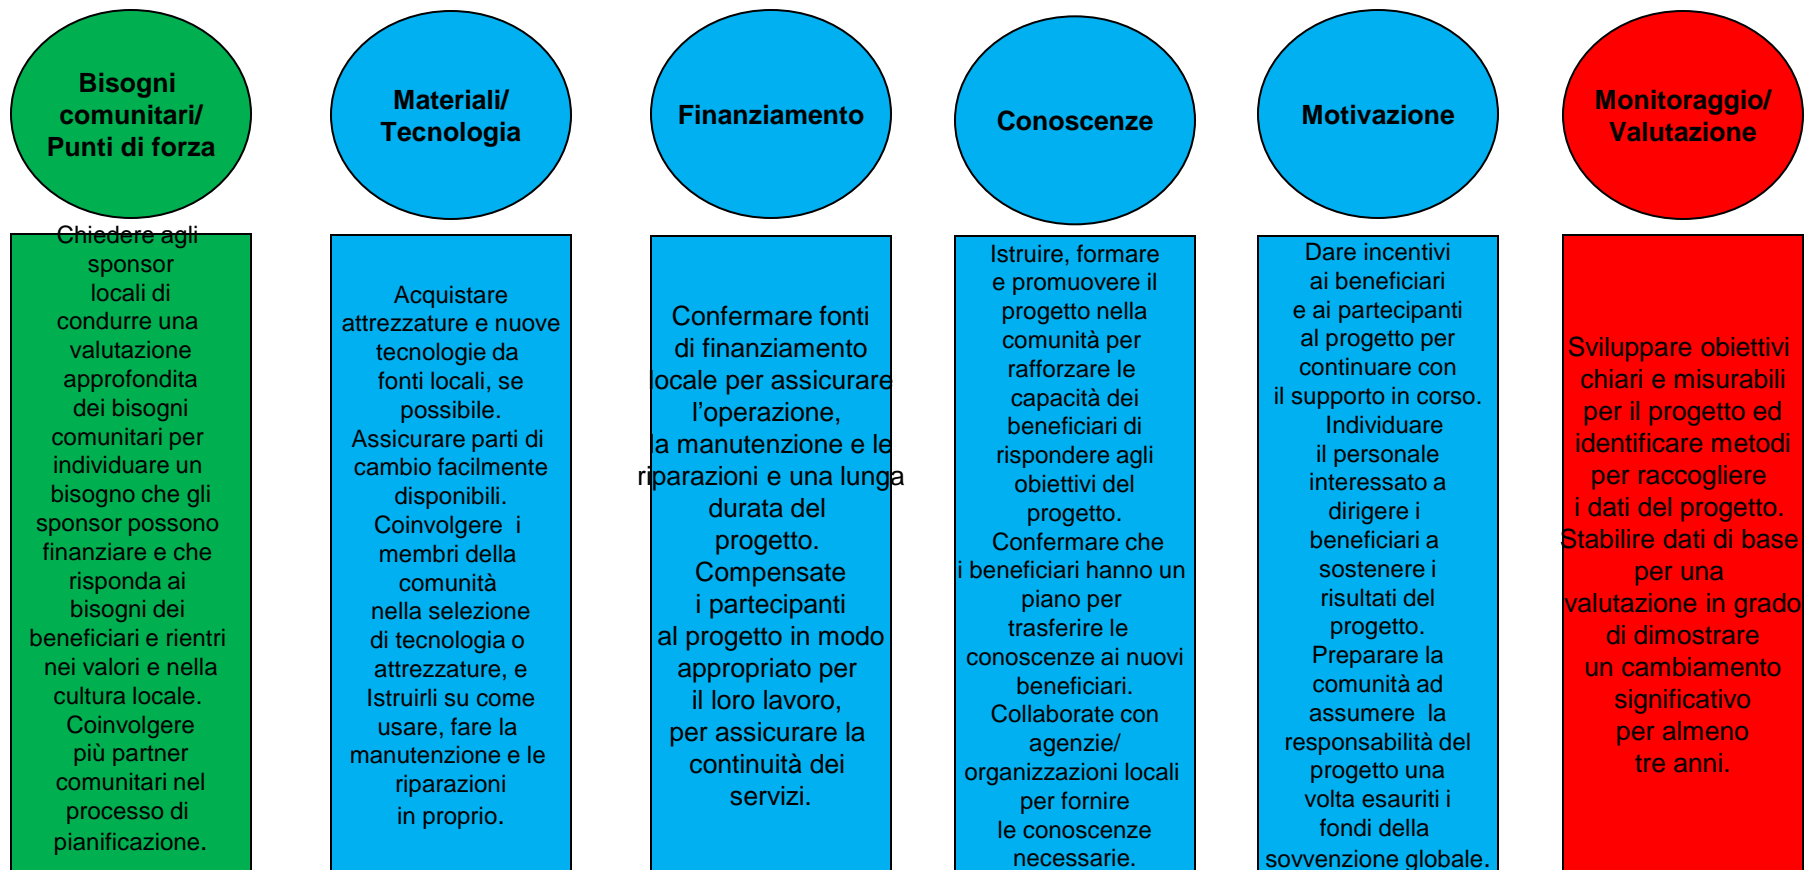 Bisogni
comunitari/
Punti di forza
Chiedere agli
sponsor
locali di
condurre una
valutazione
approfondita
dei bisogni
comunitari per
individuare un
bisogno che gli
sponsor possono
finanziare e che
risponda ai
bisogni dei
beneficiari e rientri
nei valori e nella
cultura locale.
Coinvolgere
più partner
comunitari nel
processo di
pianificazione.
Materiali/
Tecnologia
Acquistare
attrezzature e nuove
tecnologie da
fonti locali, se
possibile.
Assicurare parti di
cambio facilmente
disponibili.
Coinvolgere i
membri della
comunità
nella selezione
di tecnologia o
attrezzature, e
Istruirli su come
usare, fare la
manutenzione e le
riparazioni
in proprio.
Finanziamento
Confermare fonti
di finanziamento
locale per assicurare
l’operazione,
la manutenzione e le
riparazioni e una lunga
durata del
progetto.
Compensate
i partecipanti
al progetto in modo
appropriato per
il loro lavoro,
per assicurare la
continuità dei
servizi.
Conoscenze
Istruire, formare
e promuovere il
progetto nella
comunità per
rafforzare le
capacità dei
beneficiari di
rispondere agli
obiettivi del
progetto.
Confermare che
i beneficiari hanno un
piano per
trasferire le
conoscenze ai nuovi
beneficiari.
Collaborate con
agenzie/
organizzazioni locali
per fornire
le conoscenze
necessarie.
Motivazione
Dare incentivi
ai beneficiari
e ai partecipanti
al progetto per
continuare con
il supporto in corso.
Individuare
il personale
interessato a
dirigere i
beneficiari a
sostenere i
risultati del
progetto.
Preparare la
comunità ad
assumere la
responsabilità del
progetto una
volta esauriti i
fondi della
sovvenzione globale.
Monitoraggio/
Valutazione
Sviluppare obiettivi
chiari e misurabili
per il progetto ed
identificare metodi
per raccogliere
i dati del progetto.
Stabilire dati di base
per una
valutazione in grado
di dimostrare
un cambiamento
significativo
per almeno
tre anni.